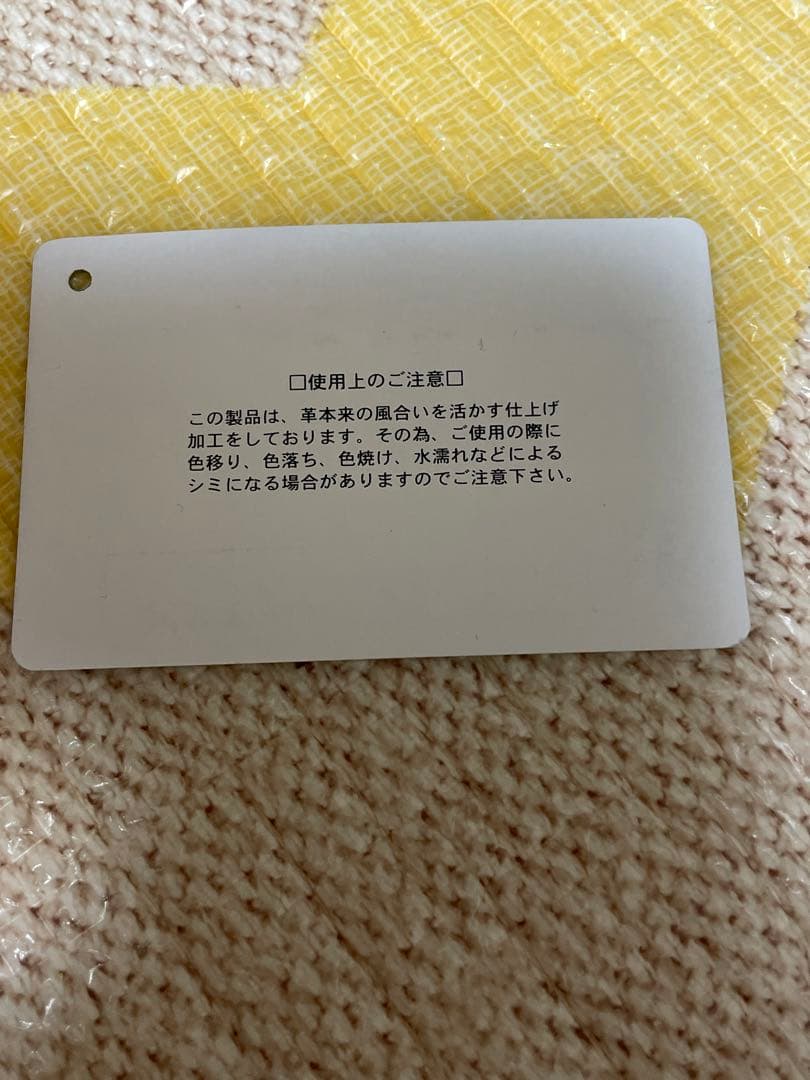 □使用上のご注意□
この製品は、革本来の風合いを活かす仕上げ
加工をしております。その為、ご使用の際に
色移り、色落ち、色焼け、水濡れなどによる
シミになる場合がありますのでご注意下さい。